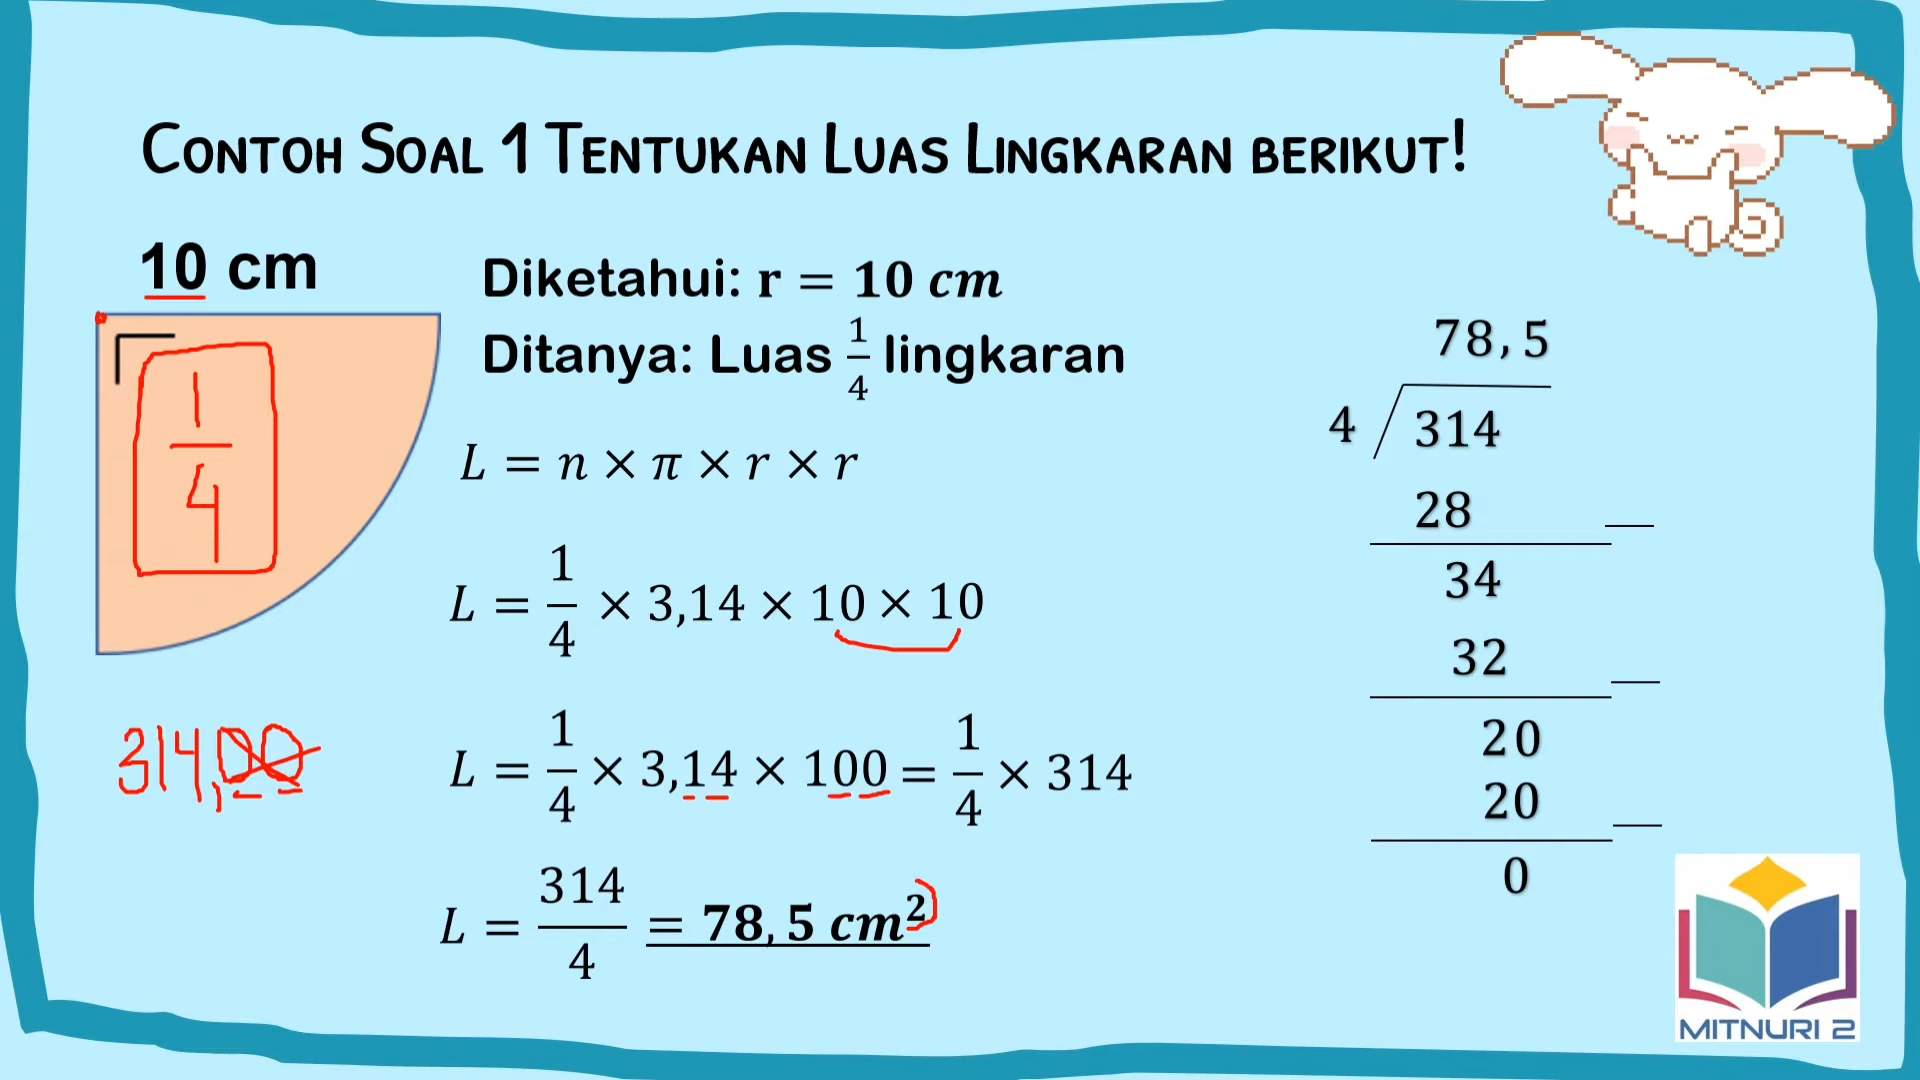 CONTOH SOAL 1 TENTUKAN LUAS LINGKARAN BERIKUT!
10 cm
1
4
314,00
Diketahui: r = 10 cm
Ditanya: Luas 1/4 lingkaran
L = n × π × r × r
L = 1/4 × 3,14 × 10 × 10
L = 1/4 × 3,14 × 100 = 1/4 × 314
L = 314/4 = 78,5 cm²
78,5
4 314
28
34
32
20
20
0
MITNURI 2